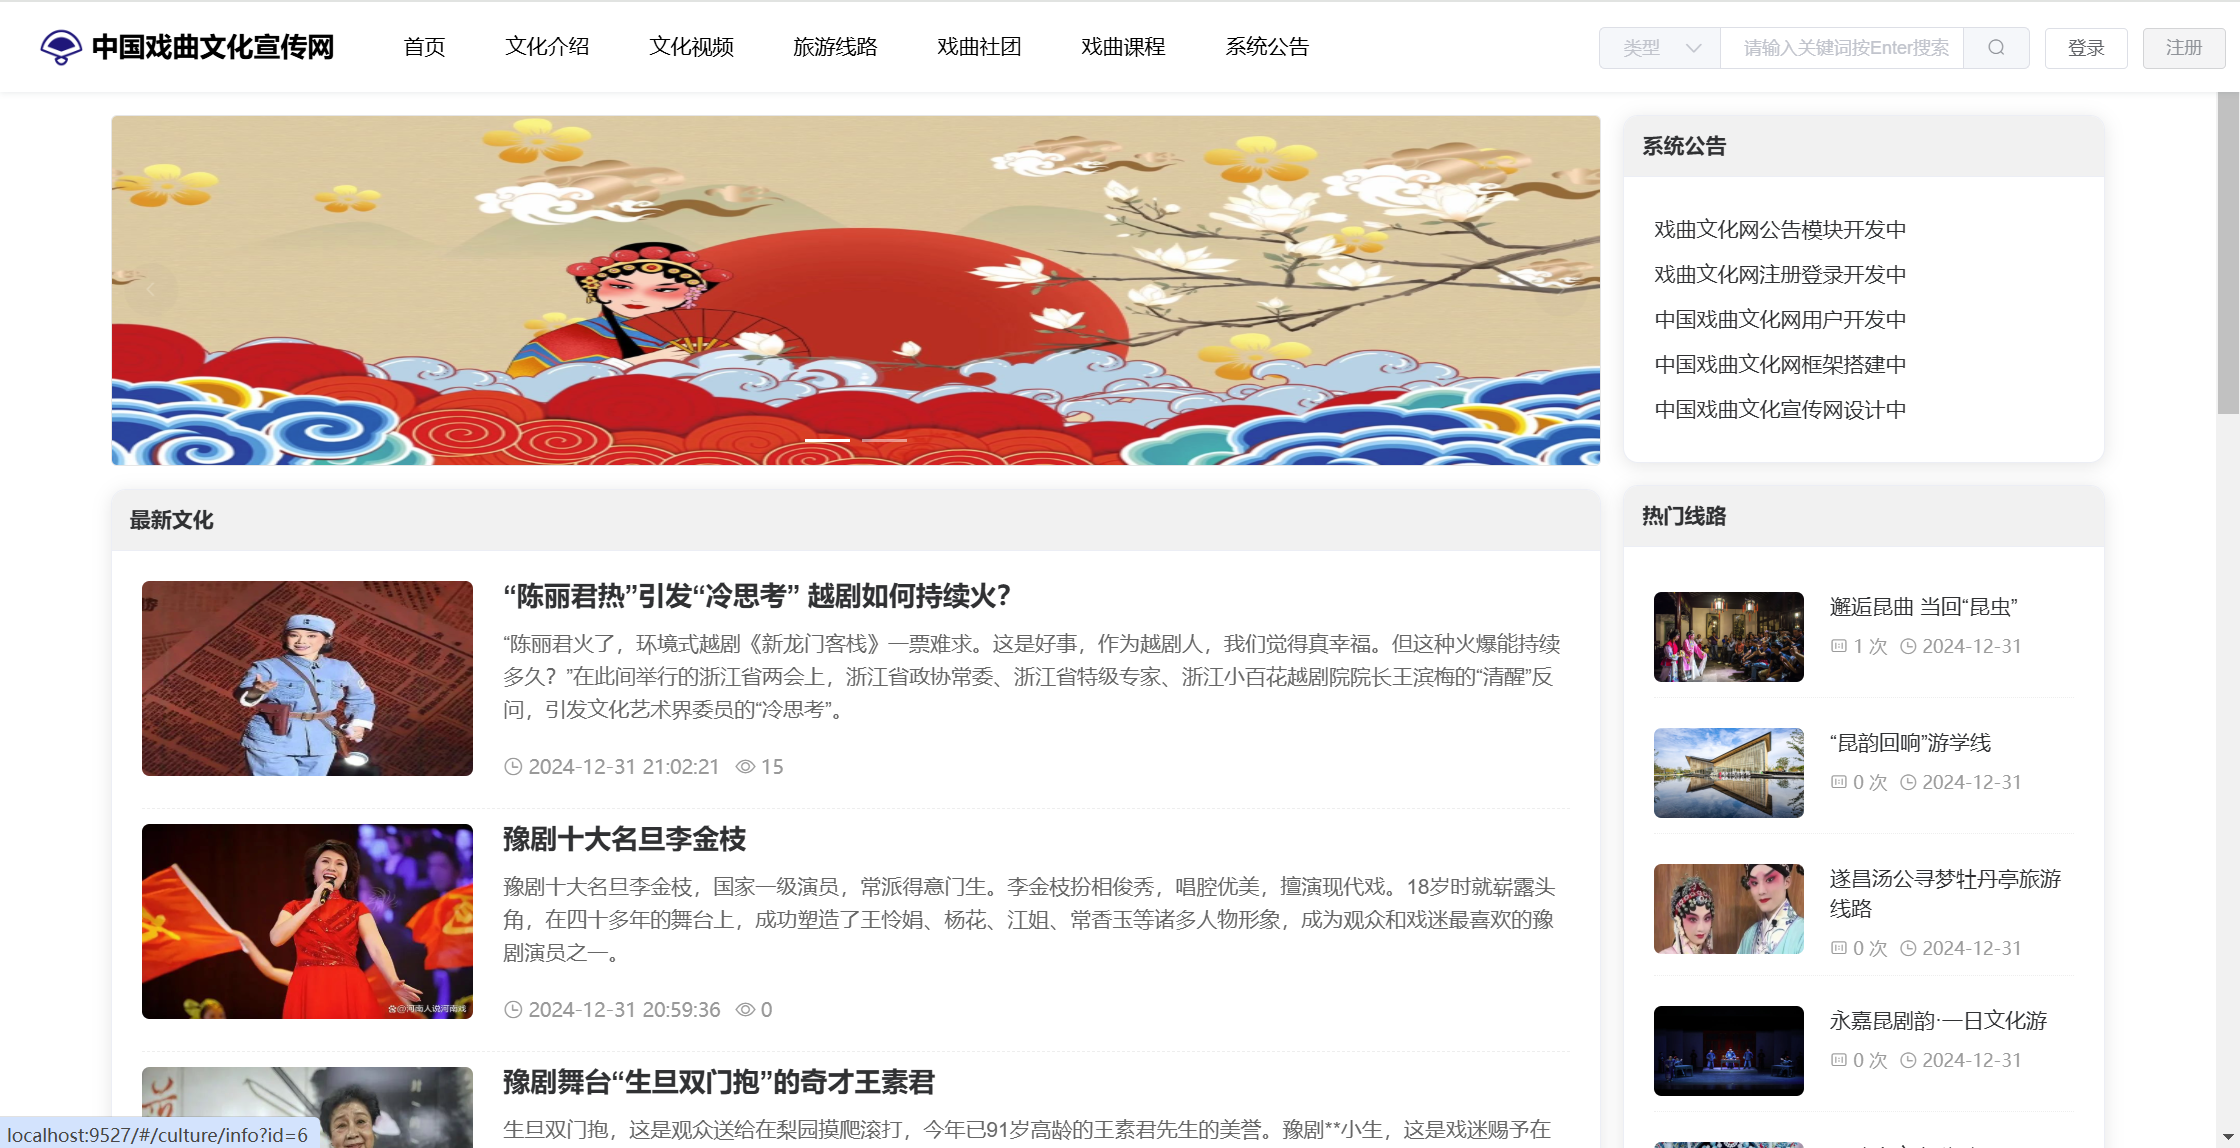 中国戏曲文化宣传网
首页 文化介绍 文化视频 旅游线路 戏曲社团 戏曲课程 系统公告
类型 请输入关键词按Enter搜索
登录 注册
系统公告
戏曲文化网公告模块开发中
戏曲文化网注册登录开发中
中国戏曲文化网用户开发中
中国戏曲文化网框架搭建中
中国戏曲文化宣传网设计中
最新文化
“陈丽君热”引发“冷思考” 越剧如何持续火？
“陈丽君火了，环境式越剧《新龙门客栈》一票难求。这是好事，作为越剧人，我们觉得真幸福。但这种火爆能持续
多久？”在此间举行的浙江省两会上，浙江省政协常委、浙江省特级专家、浙江小百花越剧院院长王滨梅的“清醒”反
问，引发文化艺术界委员的“冷思考”。
2024-12-31 21:02:21 15
豫剧十大名旦李金枝
豫剧十大名旦李金枝，国家一级演员，常派得意门生。李金枝扮相俊秀，唱腔优美，擅演现代戏。18岁时就崭露头
角，在四十多年的舞台上，成功塑造了王怜娟、杨花、江姐、常香玉等诸多人物形象，成为观众和戏迷最喜欢的豫
剧演员之一。
@河南人说河南戏
2024-12-31 20:59:36 0
豫剧舞台“生旦双门抱”的奇才王素君
生旦双门抱，这是观众送给在梨园摸爬滚打，今年已91岁高龄的王素君先生的美誉。豫剧**小生，这是戏迷赐予在
热门线路
邂逅昆曲 当回“昆虫”
1 次 2024-12-31
“昆韵回响”游学线
0 次 2024-12-31
遂昌汤公寻梦牡丹亭旅游
线路
0 次 2024-12-31
永嘉昆剧韵·一日文化游
0 次 2024-12-31
localhost:9527/#/culture/info?id=6